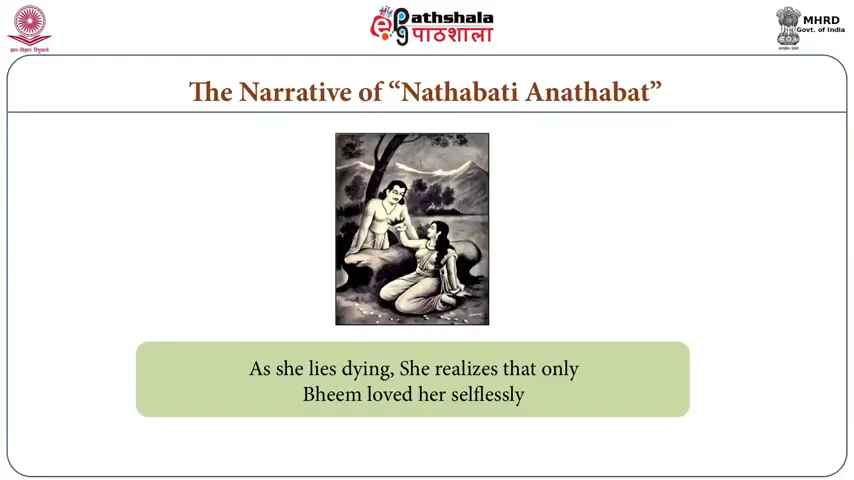 ePathshala
पाठशाला
MHRD
Govt. of India
The Narrative of “Nathabati Anathabat”
As she lies dying, She realizes that only
Bheem loved her selflessly